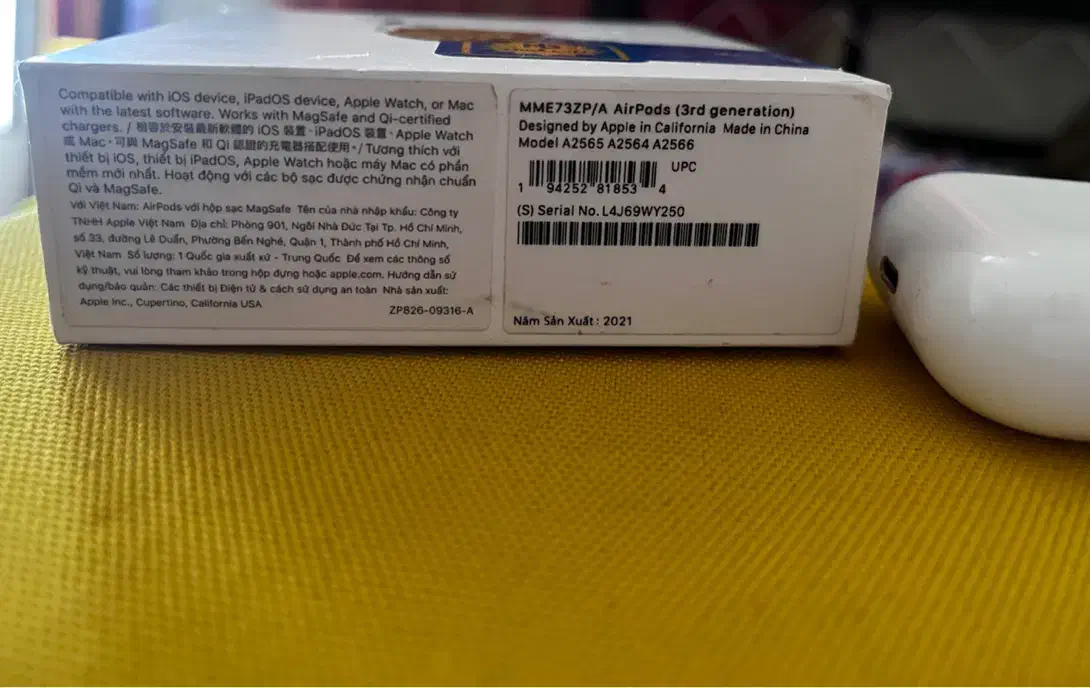 Compatible with iOS device, iPadOS device, Apple Watch, or Mac
with the latest software. Works with MagSafe and Qi-certified
chargers. / 相容於安裝最新軟體的 iOS 裝置、iPadOS 裝置、Apple Watch
或 Mac。可與 MagSafe 和 Qi 認證的充電器搭配使用。/ Tương thích với
thiết bị iOS, thiết bị iPadOS, Apple Watch hoặc máy Mac có phần
mềm mới nhất. Hoạt động với các bộ sạc được chứng nhận chuẩn
Qi và MagSafe.
Với Việt Nam: AirPods với hộp sạc MagSafe Tên của nhà nhập khẩu: Công ty
TNHH Apple Việt Nam Địa chỉ: Phòng 901, Ngôi Nhà Đức Tại Tp. Hồ Chí Minh,
số 33, đường Lê Duẩn, Phường Bến Nghé, Quận 1, Thành phố Hồ Chí Minh,
Việt Nam Số lượng: 1 Quốc gia xuất xứ - Trung Quốc Để xem các thông số
kỹ thuật, vui lòng tham khảo trong hộp đựng hoặc apple.com. Hướng dẫn sử
dụng/bảo quản: Các thiết bị Điện tử & cách sử dụng an toàn Nhà sản xuất:
Apple Inc., Cupertino, California USA
ZP826-09316-A
MME73ZP/A AirPods (3rd generation)
Designed by Apple in California Made in China
Model A2565 A2564 A2566
UPC
1 94252 81853 4
(S) Serial No. L4J69WY250
Năm Sản Xuất: 2021